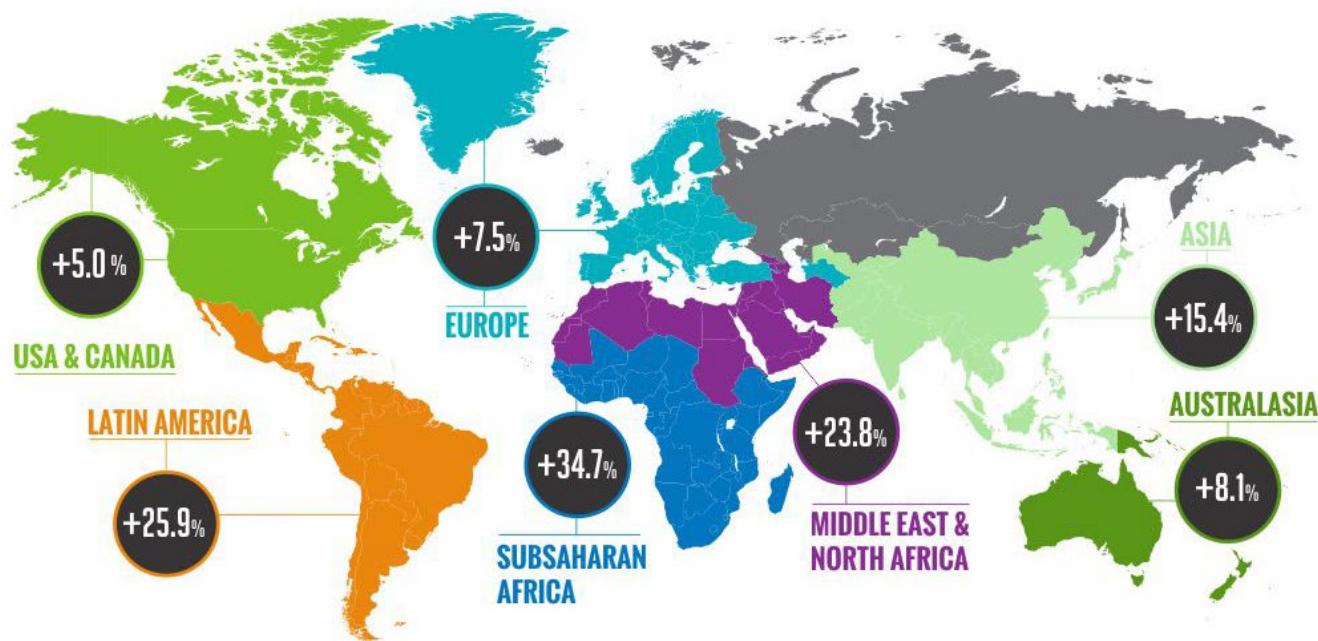 +5.0 %
USA & CANADA
LATIN AMERICA
+25.9%
+7.5%
EUROPE
+34.7%
SUBSAHARAN
AFRICA
+23.8%
MIDDLE EAST &
NORTH AFRICA
ASIA
+15.4%
AUSTRALASIA
+8.1%